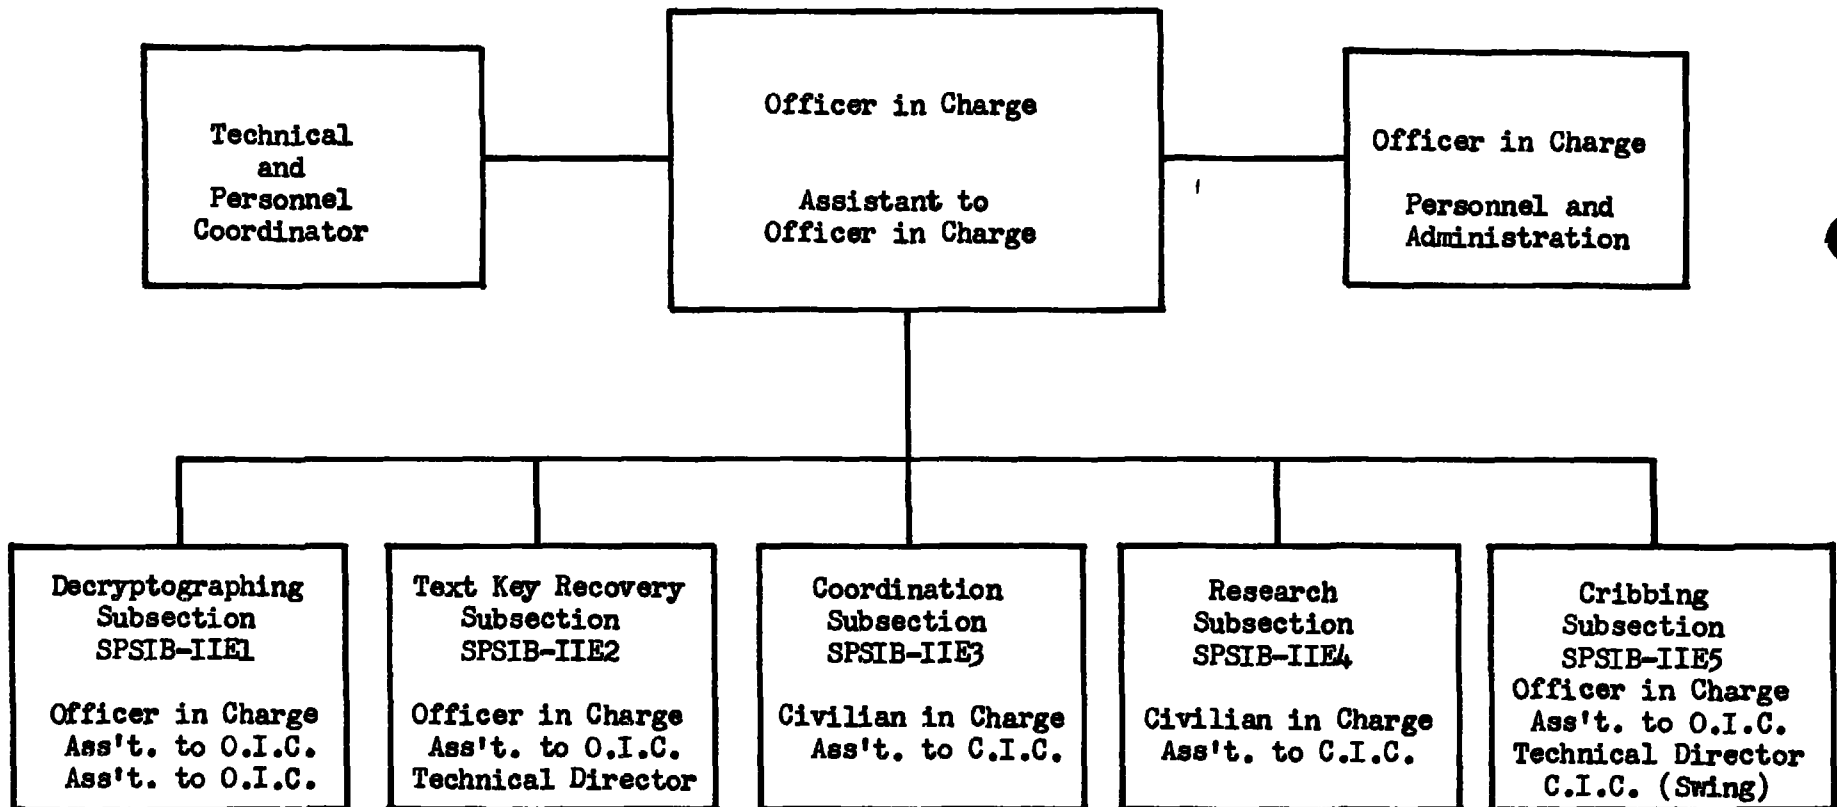 Technical
and
Personnel
Coordinator
Officer in Charge
Assistant to
Officer in Charge
Officer in Charge
Personnel and
Administration
Decryptographing
Subsection
SPSIB-IIE1
Officer in Charge
Ass't. to O.I.C.
Ass't. to O.I.C.
Text Key Recovery
Subsection
SPSIB-IIE2
Officer in Charge
Ass't. to O.I.C.
Technical Director
Coordination
Subsection
SPSIB-IIE3
Civilian in Charge
Ass't. to C.I.C.
Research
Subsection
SPSIB-IIE4
Civilian in Charge
Ass't. to C.I.C.
Cribbing
Subsection
SPSIB-IIE5
Officer in Charge
Ass't. to O.I.C.
Technical Director
C.I.C. (Swing)